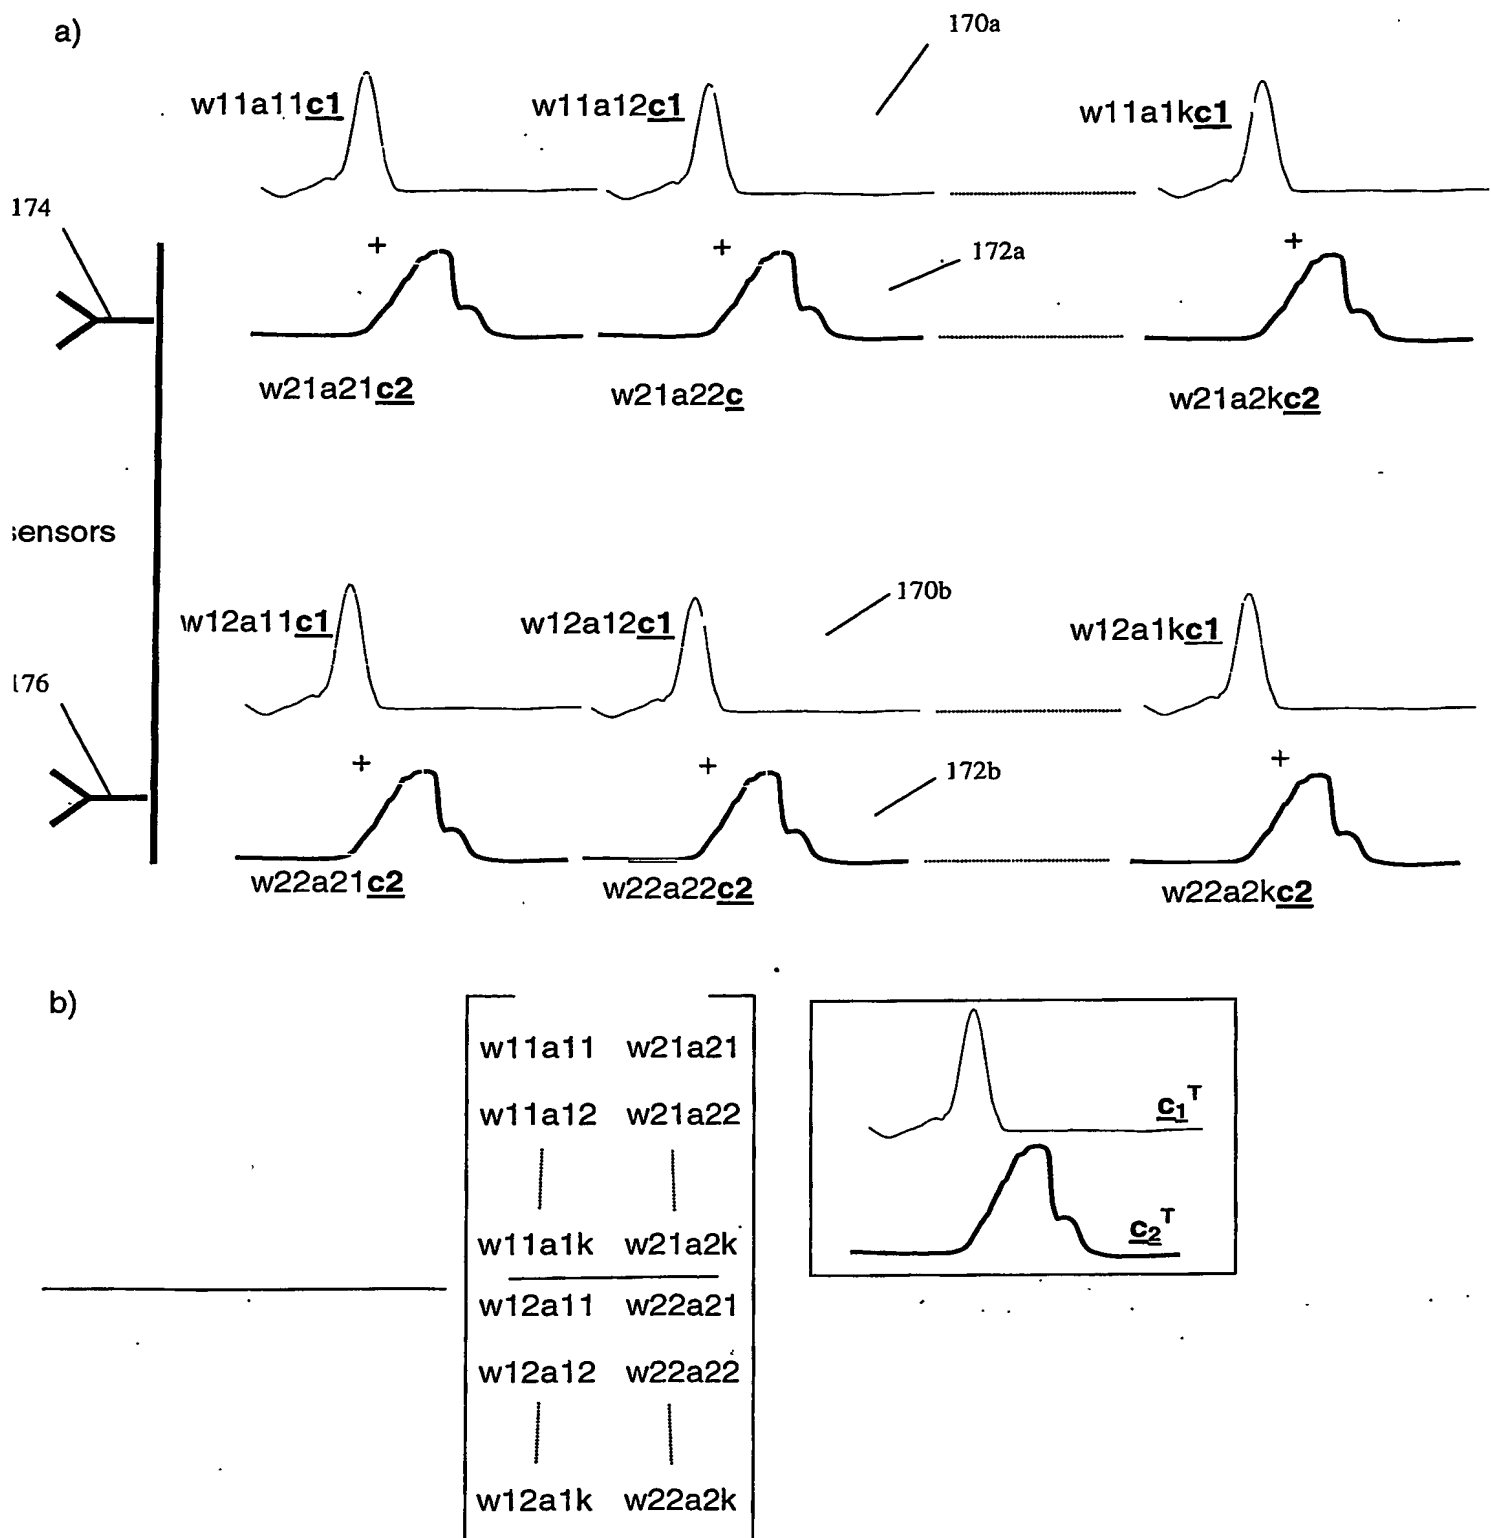 a)
170a
w11a11c1 w11a12c1 w11a1kc1
174
+ + +
172a
w21a21c2 w21a22c w21a2kc2
sensors
170b
w12a11c1 w12a12c1 w12a1kc1
176
+ + +
172b
w22a21c2 w22a22c2 w22a2kc2
b)
w11a11 w21a21
w11a12 w21a22
w11a1k w21a2k
w12a11 w22a21
w12a12 w22a22
w12a1k w22a2k
c1T
c2T